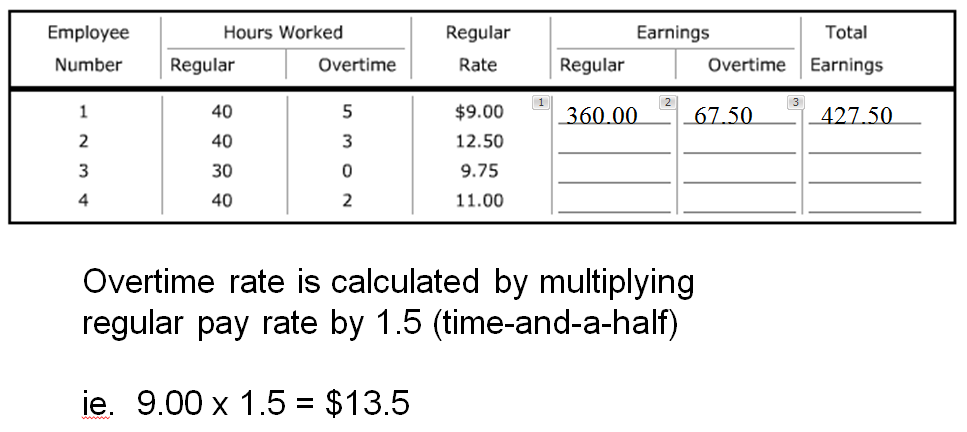 Employee Hours Worked Regular Earnings Total
Number Regular Overtime Rate Regular Overtime Earnings
1 40 5 $9.00 1 360.00 2 67.50 3 427.50
2 40 3 12.50
3 30 0 9.75
4 40 2 11.00
Overtime rate is calculated by multiplying
regular pay rate by 1.5 (time-and-a-half)
ie. 9.00 x 1.5 = $13.5